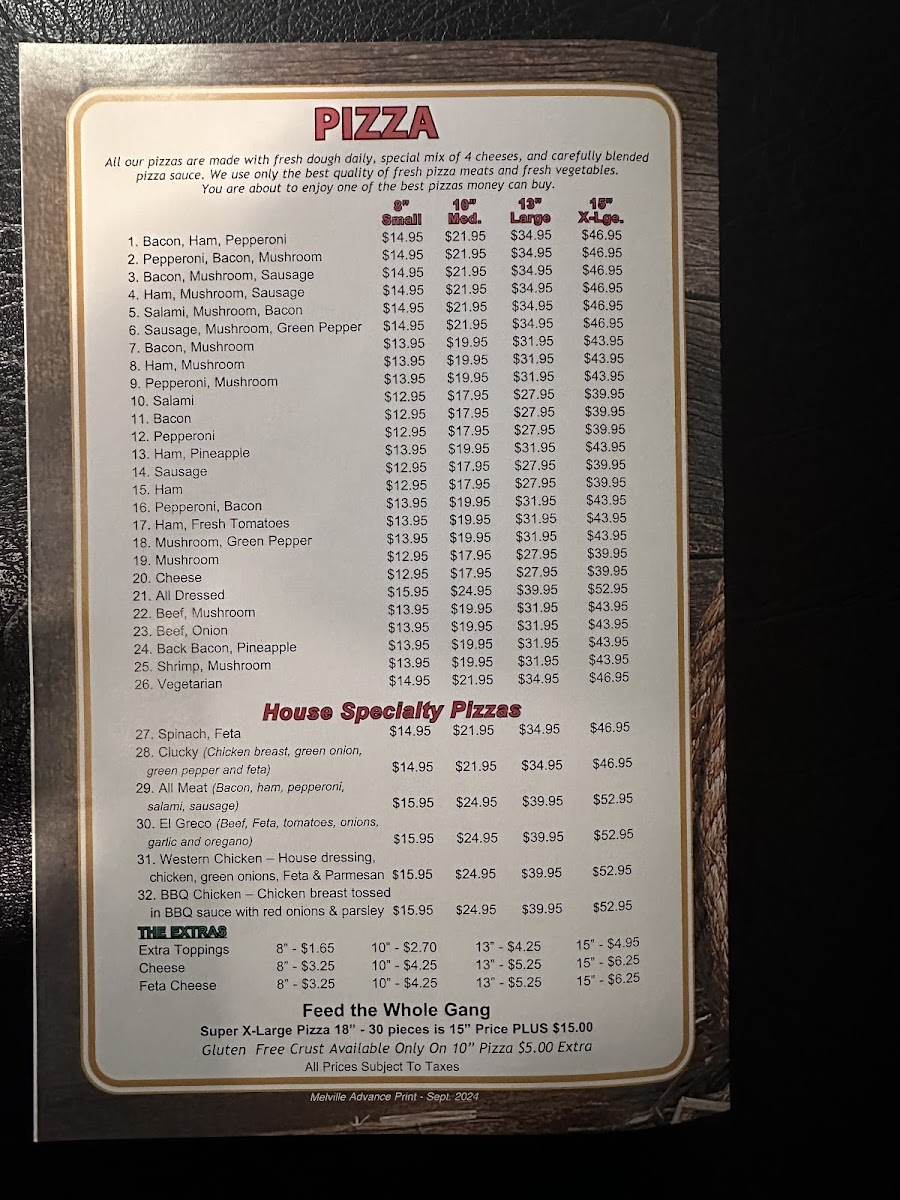 PIZZA
All our pizzas are made with fresh dough daily, special mix of 4 cheeses, and carefully blended
pizza sauce. We use only the best quality of fresh pizza meats and fresh vegetables.
You are about to enjoy one of the best pizzas money can buy.
8" 10" 13" 15"
Small Med. Large X-Lge.
1. Bacon, Ham, Pepperoni $14.95 $21.95 $34.95 $46.95
2. Pepperoni, Bacon, Mushroom $14.95 $21.95 $34.95 $46.95
3. Bacon, Mushroom, Sausage $14.95 $21.95 $34.95 $46.95
4. Ham, Mushroom, Sausage $14.95 $21.95 $34.95 $46.95
5. Salami, Mushroom, Bacon $14.95 $21.95 $34.95 $46.95
6. Sausage, Mushroom, Green Pepper $14.95 $21.95 $34.95 $46.95
7. Bacon, Mushroom $13.95 $19.95 $31.95 $43.95
8. Ham, Mushroom $13.95 $19.95 $31.95 $43.95
9. Pepperoni, Mushroom $13.95 $19.95 $31.95 $43.95
10. Salami $12.95 $17.95 $27.95 $39.95
11. Bacon $12.95 $17.95 $27.95 $39.95
12. Pepperoni $12.95 $17.95 $27.95 $39.95
13. Ham, Pineapple $13.95 $19.95 $31.95 $43.95
14. Sausage $12.95 $17.95 $27.95 $39.95
15. Ham $12.95 $17.95 $27.95 $39.95
16. Pepperoni, Bacon $13.95 $19.95 $31.95 $43.95
17. Ham, Fresh Tomatoes $13.95 $19.95 $31.95 $43.95
18. Mushroom, Green Pepper $13.95 $19.95 $31.95 $43.95
19. Mushroom $12.95 $17.95 $27.95 $39.95
20. Cheese $12.95 $17.95 $27.95 $39.95
21. All Dressed $15.95 $24.95 $39.95 $52.95
22. Beef, Mushroom $13.95 $19.95 $31.95 $43.95
23. Beef, Onion $13.95 $19.95 $31.95 $43.95
24. Back Bacon, Pineapple $13.95 $19.95 $31.95 $43.95
25. Shrimp, Mushroom $13.95 $19.95 $31.95 $43.95
26. Vegetarian $14.95 $21.95 $34.95 $46.95
House Specialty Pizzas
27. Spinach, Feta $14.95 $21.95 $34.95 $46.95
28. Clucky (Chicken breast, green onion,
green pepper and feta) $14.95 $21.95 $34.95 $46.95
29. All Meat (Bacon, ham, pepperoni,
salami, sausage) $15.95 $24.95 $39.95 $52.95
30. El Greco (Beef, Feta, tomatoes, onions,
garlic and oregano) $15.95 $24.95 $39.95 $52.95
31. Western Chicken – House dressing,
chicken, green onions, Feta & Parmesan $15.95 $24.95 $39.95 $52.95
32. BBQ Chicken – Chicken breast tossed
in BBQ sauce with red onions & parsley $15.95 $24.95 $39.95 $52.95
THE EXTRAS
Extra Toppings 8" - $1.65 10" - $2.70 13" - $4.25 15" - $4.95
Cheese 8" - $3.25 10" - $4.25 13" - $5.25 15" - $6.25
Feta Cheese 8" - $3.25 10" - $4.25 13" - $5.25 15" - $6.25
Feed the Whole Gang
Super X-Large Pizza 18" - 30 pieces is 15" Price PLUS $15.00
Gluten Free Crust Available Only On 10" Pizza $5.00 Extra
All Prices Subject To Taxes
Melville Advance Print - Sept. 2024